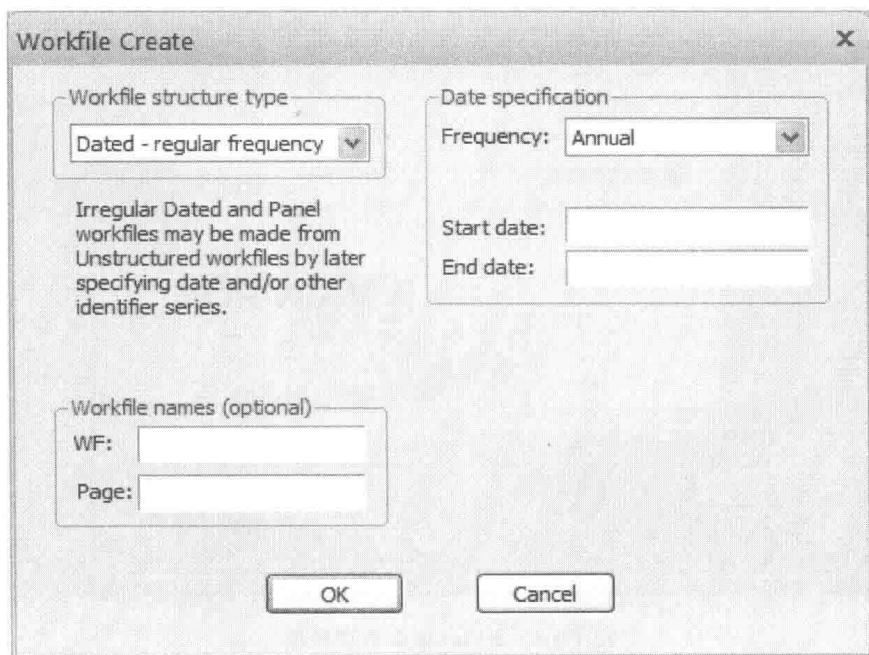 Workfile Create
Workfile structure type
Dated - regular frequency
Irregular Dated and Panel
workfiles may be made from
Unstructured workfiles by later
specifying date and/or other
identifier series.
Date specification
Frequency: Annual
Start date:
End date:
Workfile names (optional)
WF:
Page:
OK Cancel